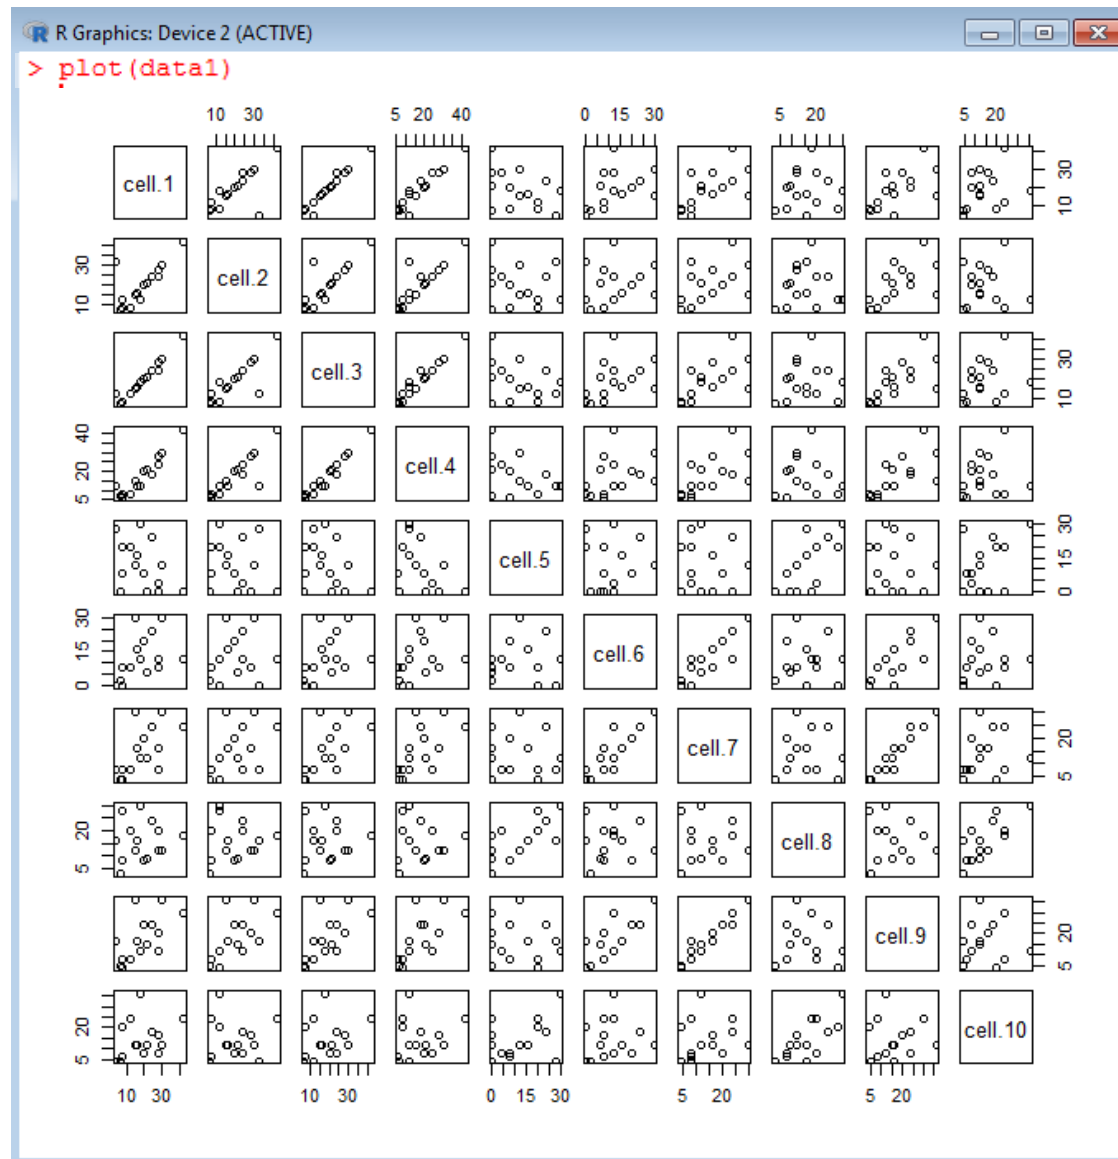 R Graphics: Device 2 (ACTIVE)
> plot(data1)
10 30 5 20 40 0 15 30 5 20 5 20
cell.1 10 30
10 30 cell.2
cell.3 10 30
5 20 40 cell.4
cell.5 0 15 30
0 15 30 cell.6
cell.7 5 20
5 20 cell.8
cell.9 5 20
5 20 cell.10
10 30 10 30 0 15 30 5 20 5 20